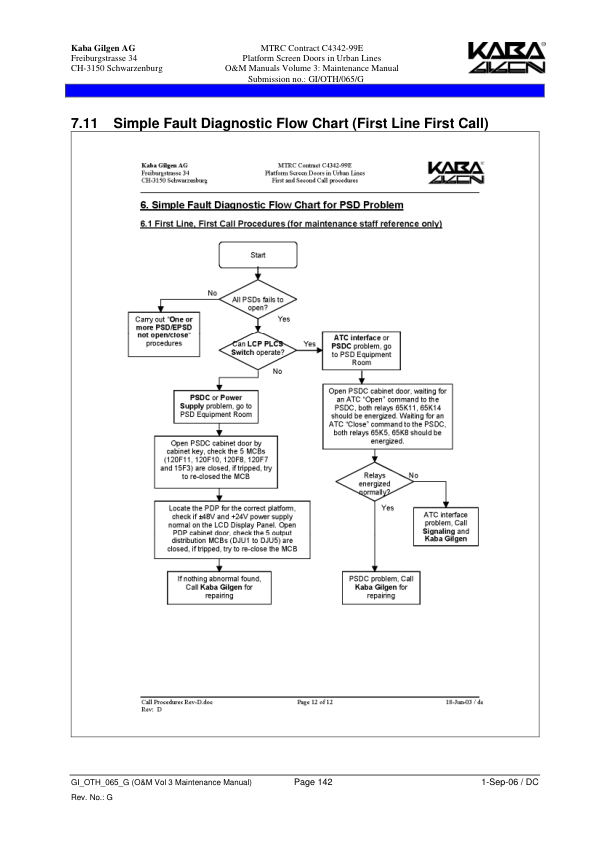 Kaba Gilgen AG
Freiburgstrasse 34
CH-3150 Schwarzenburg
MTRC Contract C4342-99E
Platform Screen Doors in Urban Lines
O&M Manuals Volume 3: Maintenance Manual
Submission no.: GI/OTH/065/G
KABA
GILGEN
7.11 Simple Fault Diagnostic Flow Chart (First Line First Call)
Kaba Gilgen AG
Freiburgstrasse 34
CH-3150 Schwarzenburg
MTRC Contract C4342-99E
Platform Screen Doors in Urban Lines
First and Second Call procedures
KABA
GILGEN
6. Simple Fault Diagnostic Flow Chart for PSD Problem
6.1 First Line, First Call Procedures (for maintenance staff reference only)
Start
All PSDs fails to
open?
No
Yes
Carry out "One or
more PSD/EPSD
not open/close"
procedures
Can LCP PLCS
Switch operate?
Yes
No
ATC interface or
PSDC problem, go
to PSD Equipment
Room
PSDC or Power
Supply problem, go to
PSD Equipment Room
Open PSDC cabinet door, waiting for
an ATC "Open" command to the
PSDC, both relays 65K11, 65K14
should be energized. Waiting for an
ATC "Close" command to the PSDC,
both relays 65K5, 65K8 should be
energized.
Open PSDC cabinet door by
cabinet key, check the 5 MCBs
(120F11, 120F10, 120F8, 120F7
and 15F3) are closed, if tripped, try
to re-closed the MCB
Relays
energized
normally?
No
Yes
Locate the PDP for the correct platform,
check if ±48V and +24V power supply
normal on the LCD Display Panel. Open
PDP cabinet door, check the 5 output
distribution MCBs (DJU1 to DJU5) are
closed, if tripped, try to re-close the MCB
ATC interface
problem, Call
Signaling and
Kaba Gilgen
If nothing abnormal found,
Call Kaba Gilgen for
repairing
PSDC problem, Call
Kaba Gilgen for
repairing
Call Procedures Rev-D.doc
Rev: D
Page 12 of 12
18-Jun-03 / ds
GI_OTH_065_G (O&M Vol 3 Maintenance Manual)
Page 142
1-Sep-06 / DC
Rev. No.: G